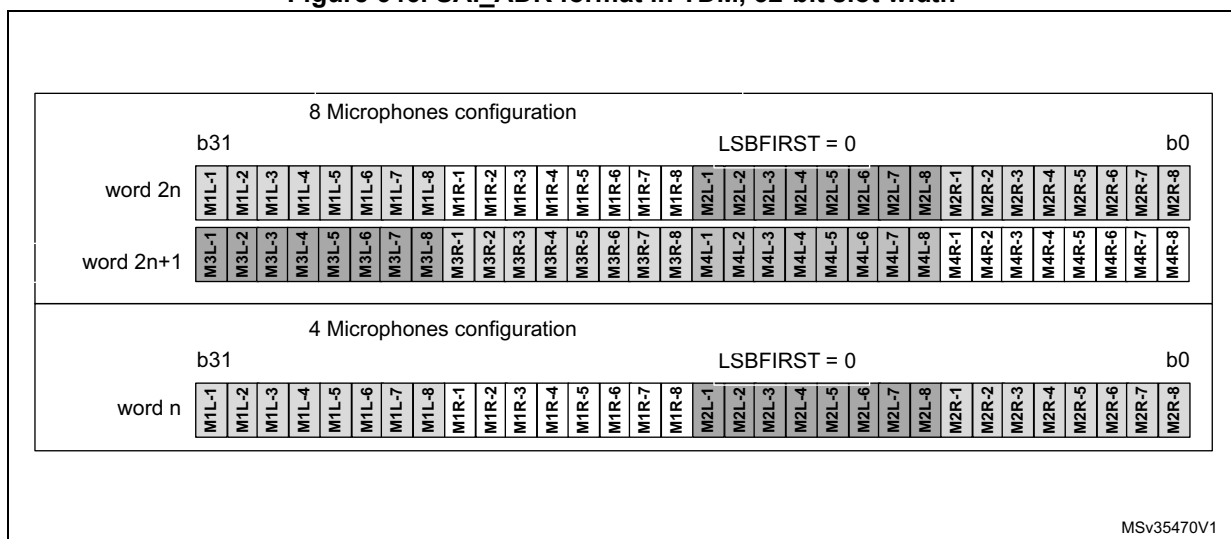 8 Microphones configuration
b31 LSBFIRST = 0 b0
word 2n M1L-1 M1L-2 M1L-3 M1L-4 M1L-5 M1L-6 M1L-7 M1L-8 M1R-1 M1R-2 M1R-3 M1R-4 M1R-5 M1R-6 M1R-7 M1R-8 M2L-1 M2L-2 M2L-3 M2L-4 M2L-5 M2L-6 M2L-7 M2L-8 M2R-1 M2R-2 M2R-3 M2R-4 M2R-5 M2R-6 M2R-7 M2R-8
word 2n+1 M3L-1 M3L-2 M3L-3 M3L-4 M3L-5 M3L-6 M3L-7 M3L-8 M3R-1 M3R-2 M3R-3 M3R-4 M3R-5 M3R-6 M3R-7 M3R-8 M4L-1 M4L-2 M4L-3 M4L-4 M4L-5 M4L-6 M4L-7 M4L-8 M4R-1 M4R-2 M4R-3 M4R-4 M4R-5 M4R-6 M4R-7 M4R-8
4 Microphones configuration
b31 LSBFIRST = 0 b0
word n M1L-1 M1L-2 M1L-3 M1L-4 M1L-5 M1L-6 M1L-7 M1L-8 M1R-1 M1R-2 M1R-3 M1R-4 M1R-5 M1R-6 M1R-7 M1R-8 M2L-1 M2L-2 M2L-3 M2L-4 M2L-5 M2L-6 M2L-7 M2L-8 M2R-1 M2R-2 M2R-3 M2R-4 M2R-5 M2R-6 M2R-7 M2R-8
MSv35470V1